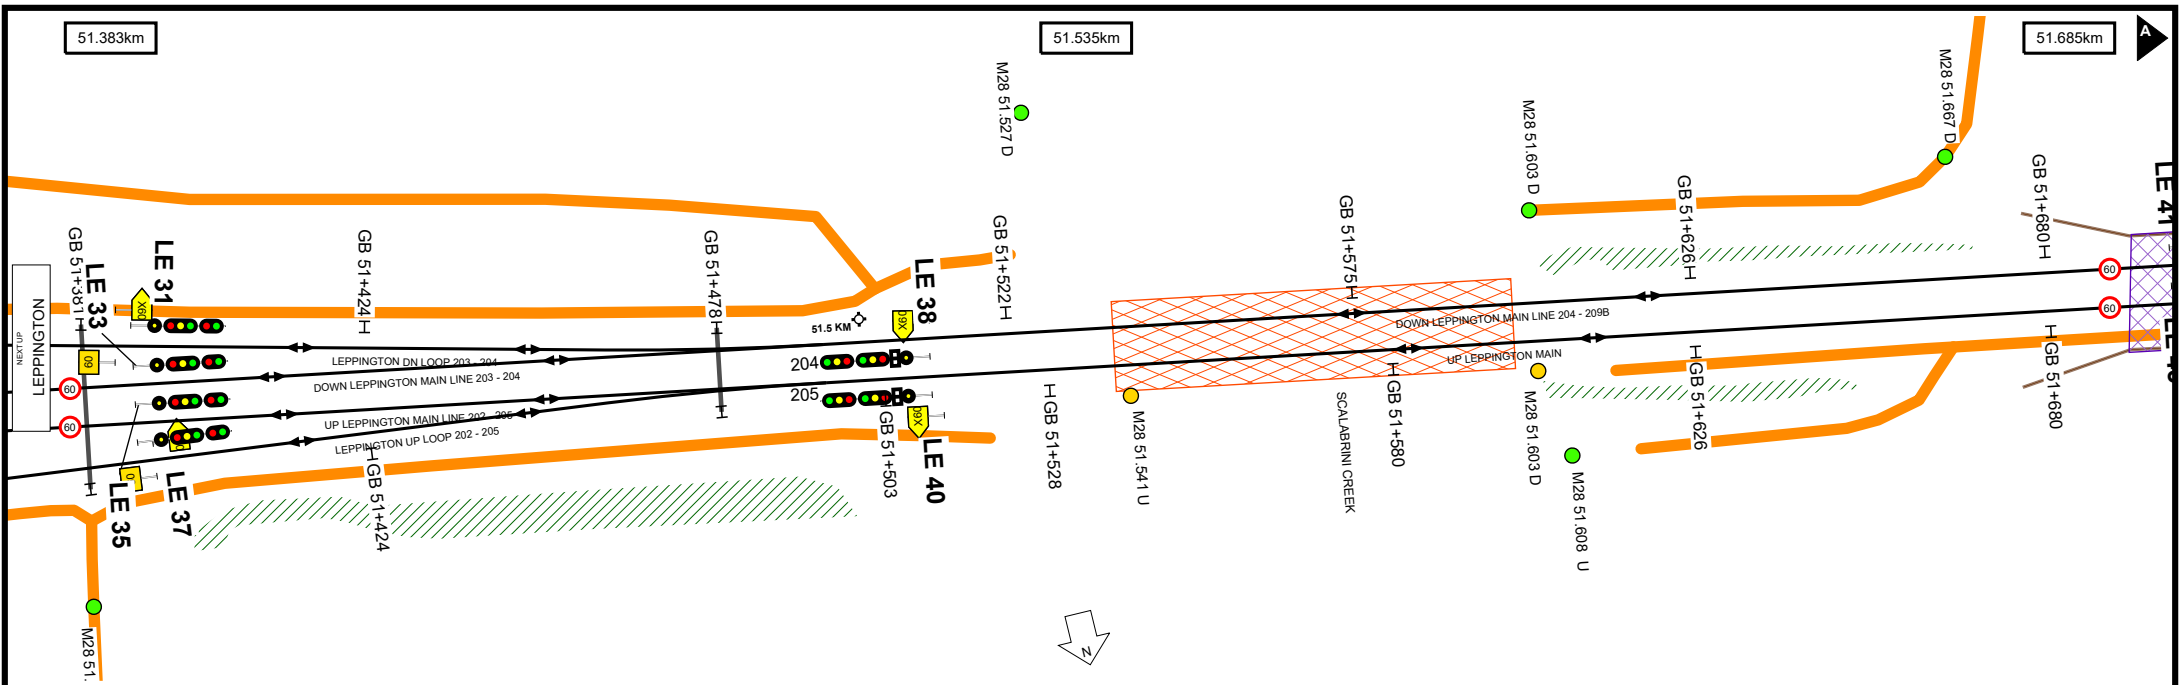 51.383km
51.535km
51.685km
A
M28 51.527 D
M28 51.603 D
M28 51.667 D
GB 51+381 H
LE 33
LE 31
GB 51+424 H
GB 51+478 H
LE 38
GB 51+522 H
GB 51+575 H
GB 51+626 H
GB 51+680 H
LE 41
NEXT UP
LEPPINGTON
X60
60
60
60
51.5 KM
X60
204
205
X60
LEPPINGTON DN LOOP 203 - 204
DOWN LEPPINGTON MAIN LINE 203 - 204
UP LEPPINGTON MAIN LINE 202 - 205
LEPPINGTON UP LOOP 202 - 205
DOWN LEPPINGTON MAIN LINE 204 - 209B
UP LEPPINGTON MAIN
60
60
H
LE 35
LE 37
H GB 51+424
H
GB 51+503
LE 40
H GB 51+528
M28 51.541 U
SCALABRINI CREEK
H GB 51+580
M28 51.603 D
M28 51.608 U
H GB 51+626
H GB 51+680
M28 51.
N